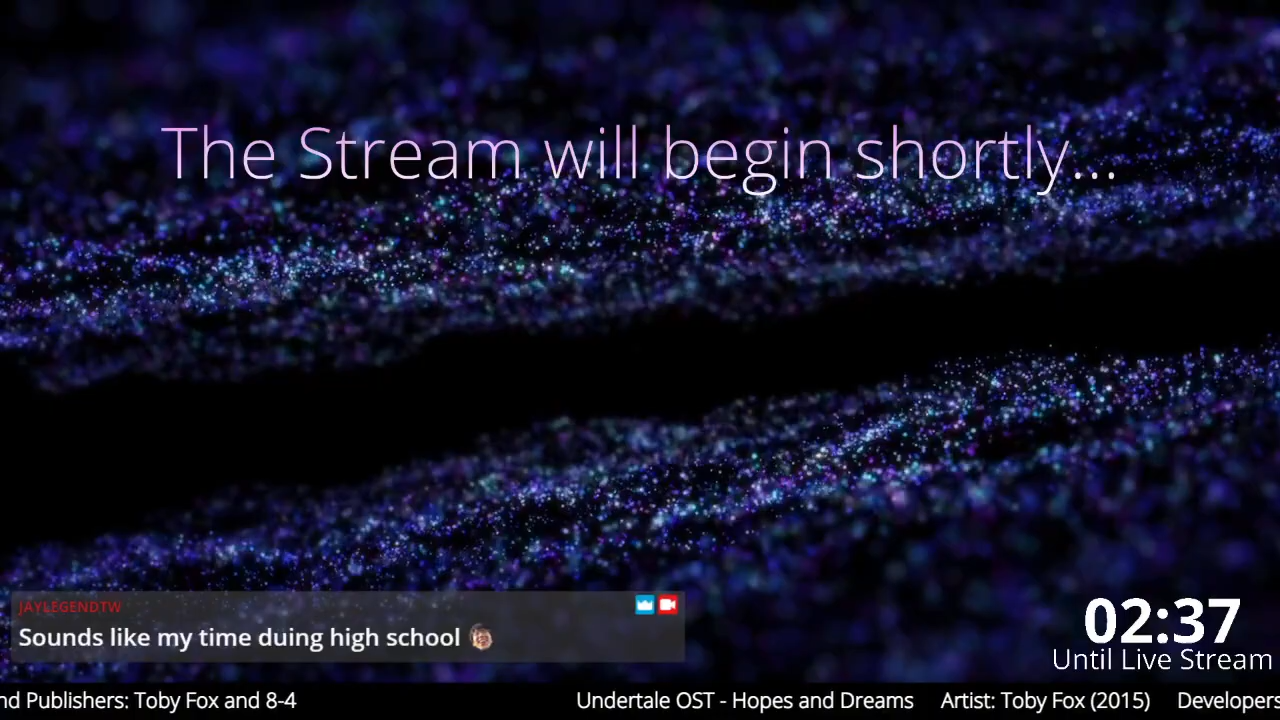 The Stream will begin shortly...
JAYLEGENDTW
Sounds like my time duing high school
02:37
Until Live Stream
nd Publishers: Toby Fox and 8-4 Undertale OST - Hopes and Dreams Artist: Toby Fox (2015) Developers